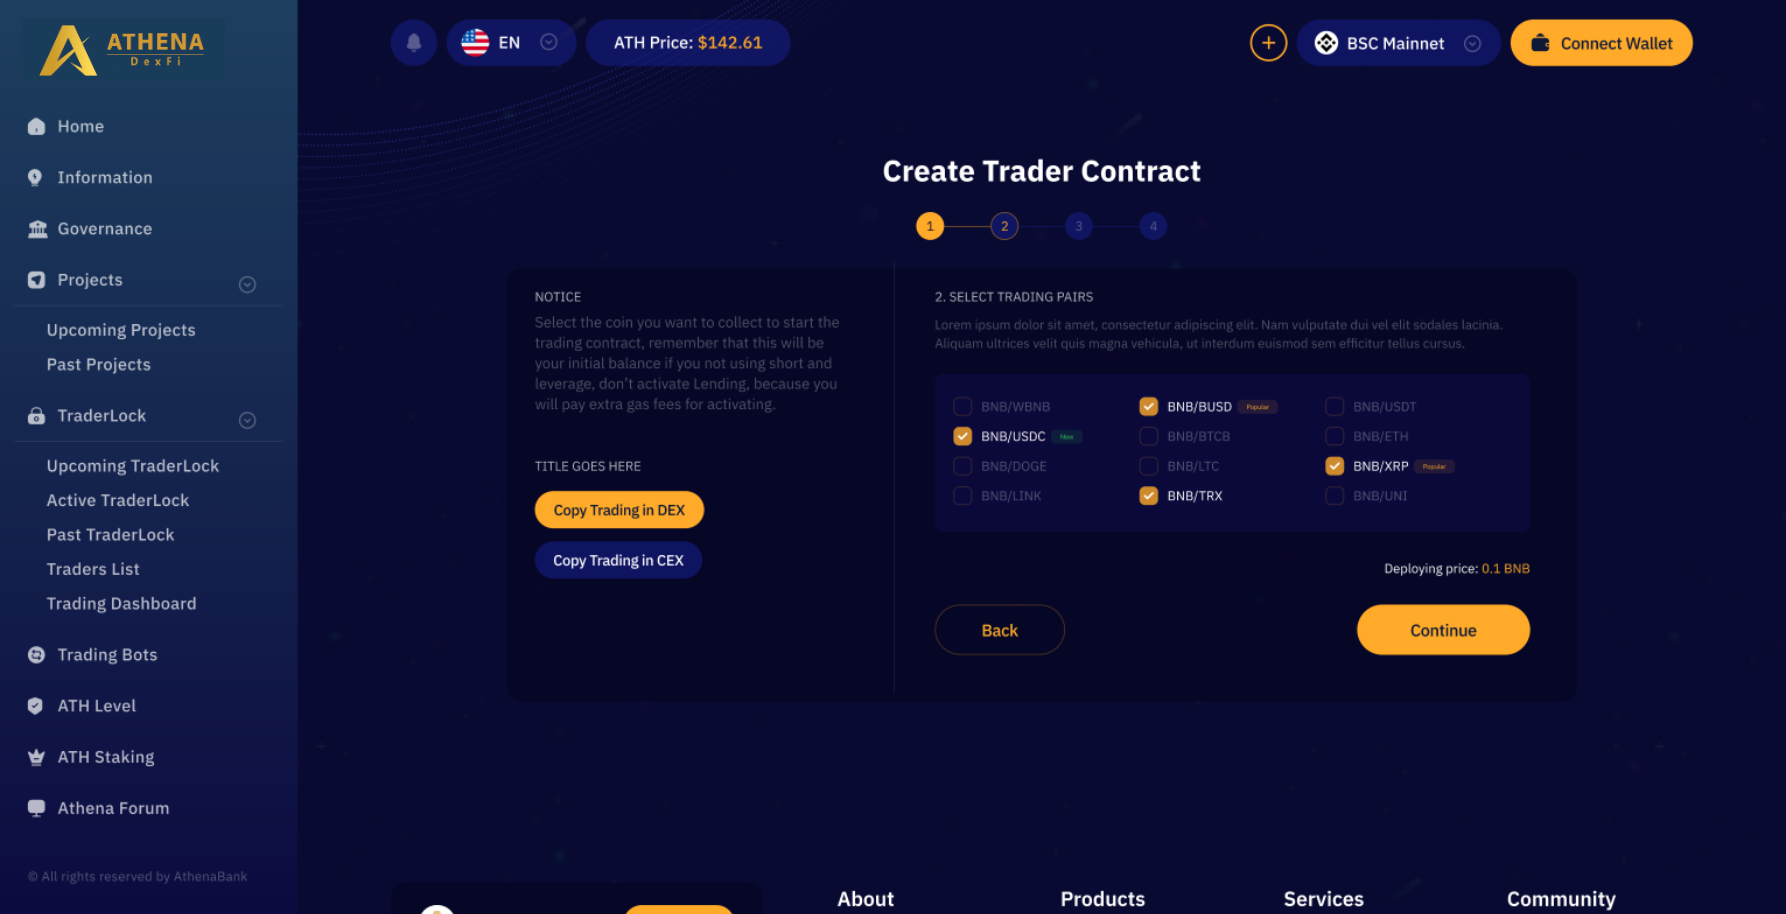 ATHENA
DexFi
Home
Information
Governance
Projects
Upcoming Projects
Past Projects
TraderLock
Upcoming TraderLock
Active TraderLock
Past TraderLock
Traders List
Trading Dashboard
Trading Bots
ATH Level
ATH Staking
Athena Forum
© All rights reserved by AthenaBank
EN
ATH Price: $142.61
BSC Mainnet
Connect Wallet
Create Trader Contract
1 2 3 4
NOTICE
Select the coin you want to collect to start the
trading contract, remember that this will be
your initial balance if you not using short and
leverage, don't activate Lending, because you
will pay extra gas fees for activating.
TITLE GOES HERE
Copy Trading in DEX
Copy Trading in CEX
2. SELECT TRADING PAIRS
Lorem ipsum dolor sit amet, consectetur adipiscing elit. Nam vulputate dui vel elit sodales lacinia.
Aliquam ultrices velit quis magna vehicula, ut interdum euismod sem efficitur tellus cursus.
BNB/WBNB BNB/BUSD Popular BNB/USDT
BNB/USDC New BNB/BTCB BNB/ETH
BNB/DOGE BNB/LTC BNB/XRP Popular
BNB/LINK BNB/TRX BNB/UNI
Deploying price: 0.1 BNB
Back
Continue
About
Products
Services
Community